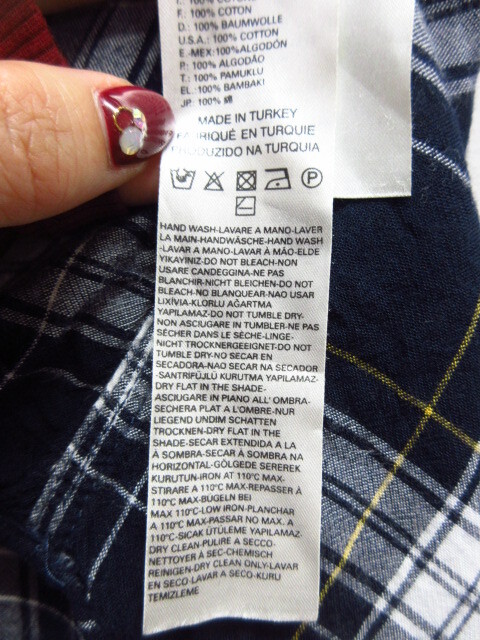 F.: 100% COTON
D.: 100% BAUMWOLLE
U.S.A.: 100% COTTON
E.-MEX: 100% ALGODÓN
P.: 100% ALGODÃO
T.: 100% PAMUKLU
EL.: 100% BAMBAKI
JP.: 100% 綿
MADE IN TURKEY
FABRIQUÉ EN TURQUIE
PRODUZIDO NA TURQUIA
P
HAND WASH-LAVARE A MANO-LAVER
LA MAIN-HANDWÄSCHE-HAND WASH
-LAVAR A MANO-LAVAR À MÁO-ELDE
YIKAYINIZ-DO NOT BLEACH-NON
USARE CANDEGGINA-NE PAS
BLANCHIR-NICHT BLEICHEN-DO NOT
BLEACH-NO BLANQUEAR-NAO USAR
LIXÍVIA-KLORLU AĞARTMA
YAPILAMAZ-DO NOT TUMBLE DRY-
NON ASCIUGARE IN TUMBLER-NE PAS
SÉCHER DANS LE SÉCHE-LINGE-
NICHT TROCKNERGEEIGNET-DO NOT
TUMBLE DRY-NO SECAR EN
SECADORA-NAO SECAR NA SECADOR
-SANTRIFÜJLÜ KURUTMA YAPILAMAZ-
DRY FLAT IN THE SHADE-
ASCIUGARE IN PIANO ALL' OMBRA-
SECHERA PLAT A L'OMBRE-NUR
LIEGEND UNDIM SCHATTEN
TROCKNEN-DRY FLAT IN THE
SHADE-SECAR EXTENDIDA A LA
À SOMBRA-SECAR À SOMBRA NA
HORIZONTAL-GÖLGEDE SEREREK
KURUTUN-IRON AT 110°C MAX-
STIRARE A 110°C MAX-REPASSER À
110°C MAX-BÜGELN BEI
MAX 110°C-LOW IRON-PLANCHAR
A 110°C MAX-PASSAR NO MAX. A
110°C-SICAK ÜTÜLEME YAPILAMAZ-
DRY CLEAN-PULIRE A SECCO-
NETTOYER À SEC-CHEMISCH
REINIGEN-DRY CLEAN ONLY-LAVAR
EN SECO-LAVAR A SECO-KURU
TEMIZLEME